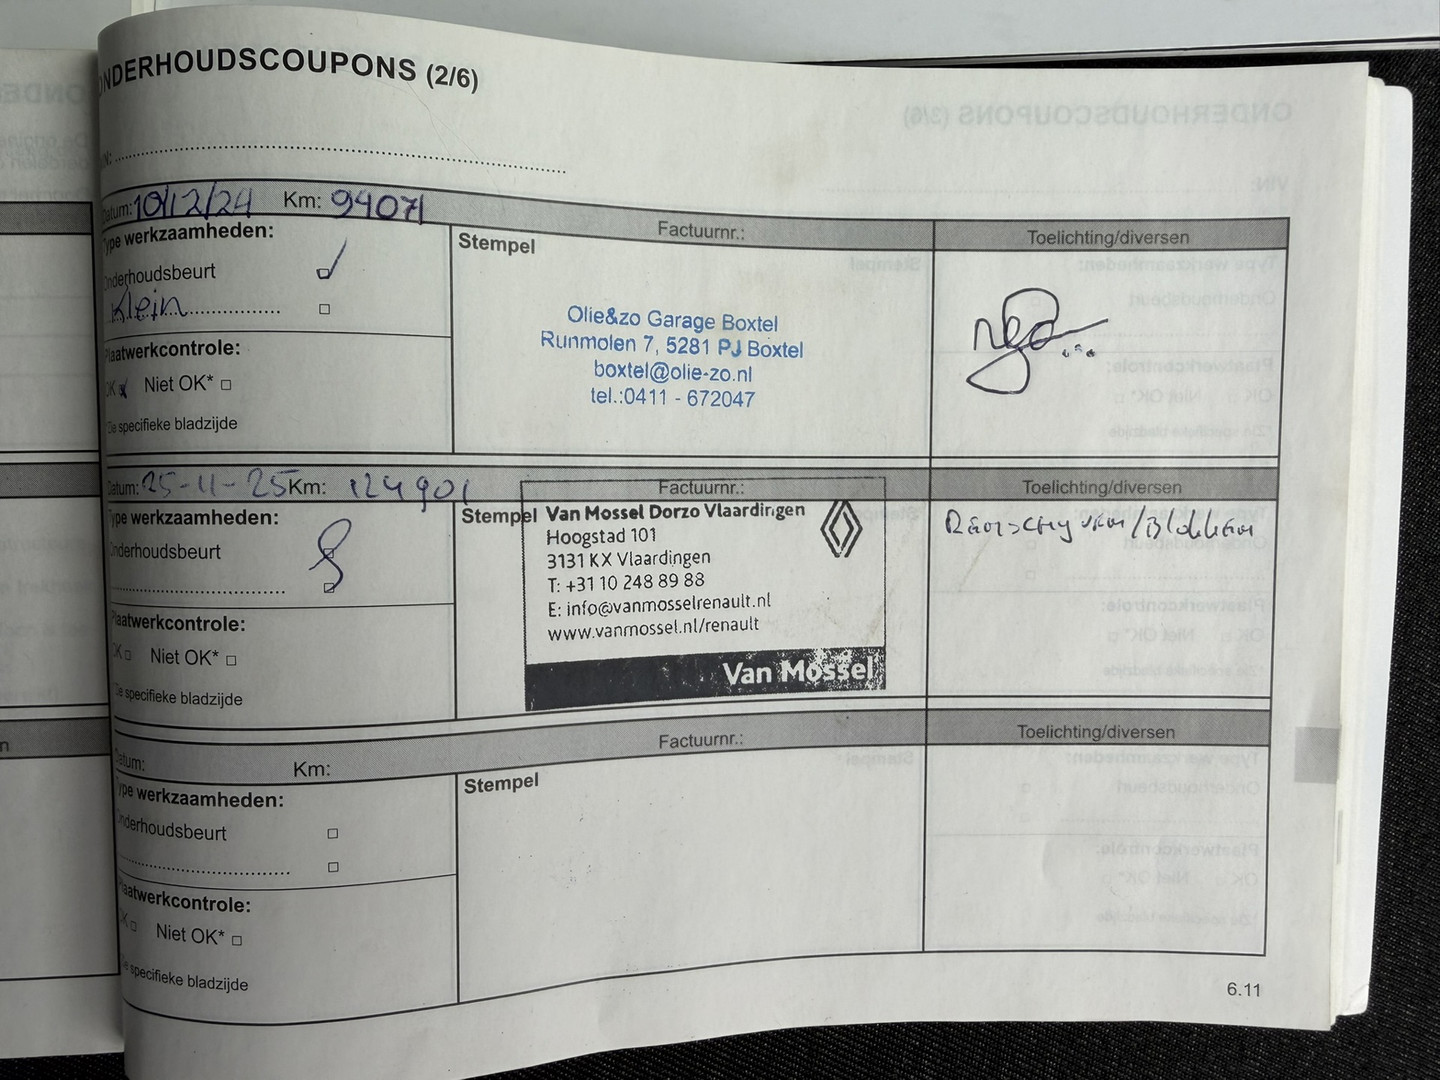 ONDERHOUDSCOUPONS (2/6)
Datum: 10/12/24 Km: 94071
Factuurnr.:
Toelichting/diversen
Type werkzaamheden:
Stempel
Onderhoudsbeurt
Klein
Plaatwerkcontrole:
OK Niet OK*
*Zie specifieke bladzijde
Olie&zo Garage Boxtel
Runmolen 7, 5281 PJ Boxtel
boxtel@olie-zo.nl
tel.:0411 - 672047
Datum: 25-11-25 Km: 124901
Factuurnr.:
Toelichting/diversen
Type werkzaamheden:
Stempel
Onderhoudsbeurt
Plaatwerkcontrole:
OK Niet OK*
*Zie specifieke bladzijde
Van Mossel Dorzo Vlaardingen
Hoogstad 101
3131 KX Vlaardingen
T: +31 10 248 89 88
E: info@vanmosselrenault.nl
www.vanmossel.nl/renault
Van Mossel
Remschyven/Blokken
Datum: Km:
Factuurnr.:
Toelichting/diversen
Type werkzaamheden:
Stempel
Onderhoudsbeurt
Plaatwerkcontrole:
OK Niet OK*
*Zie specifieke bladzijde
6.11